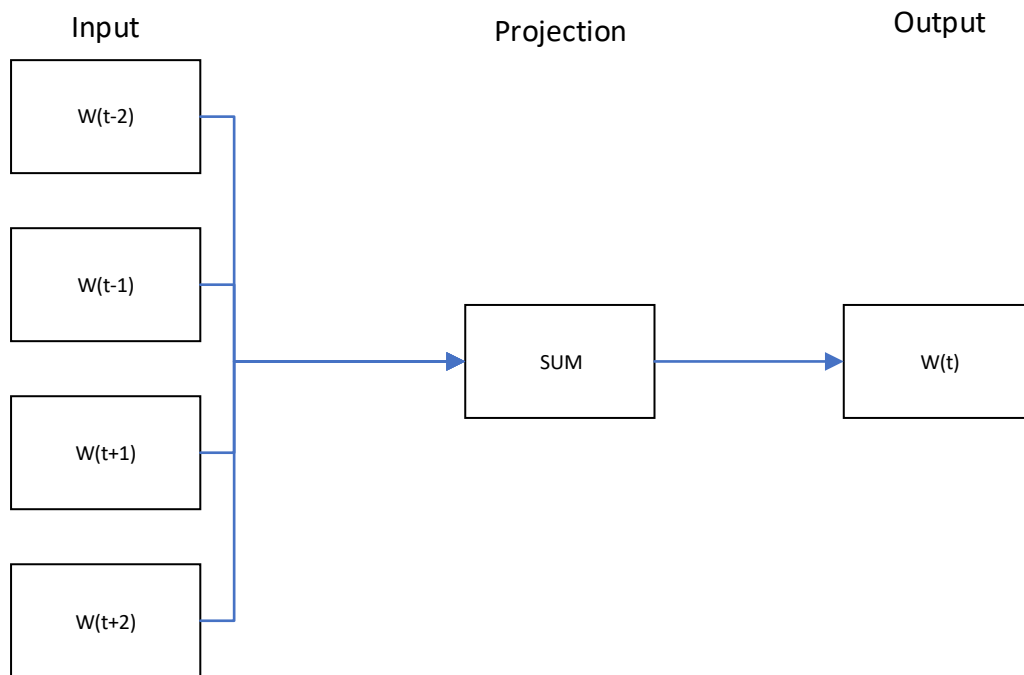 Input
Projection
Output
W(t-2)
W(t-1)
W(t+1)
W(t+2)
SUM
W(t)